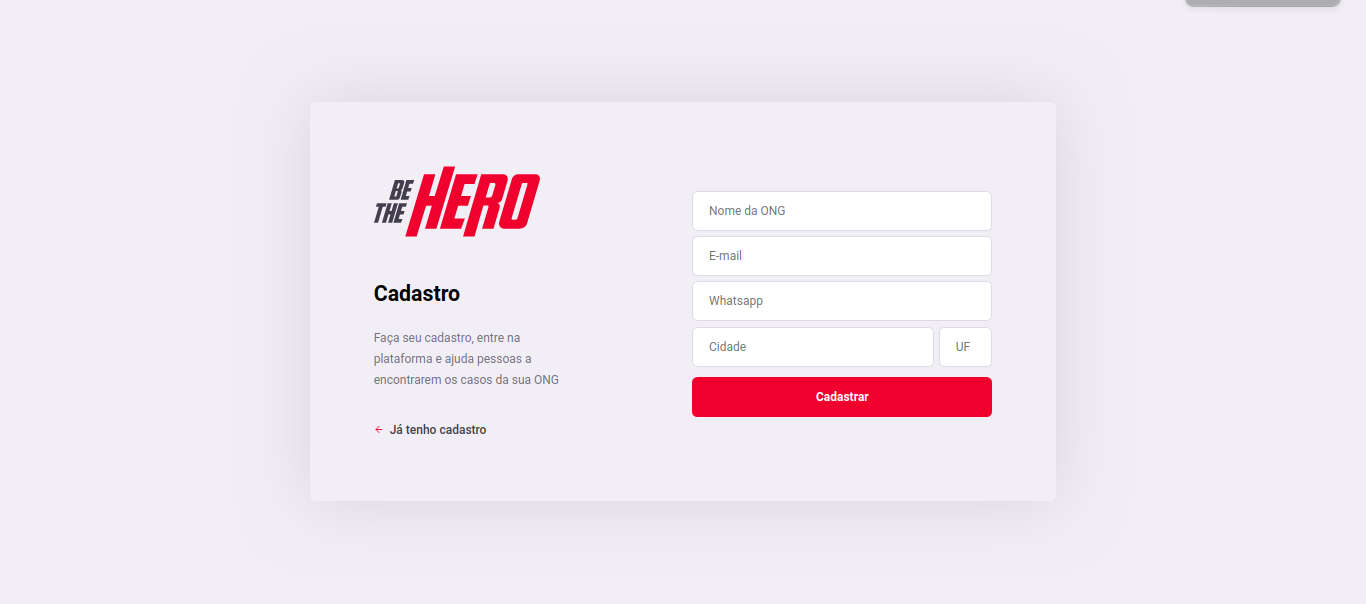 BE
THE HERO
Cadastro
Faça seu cadastro, entre na
plataforma e ajuda pessoas a
encontrarem os casos da sua ONG
← Já tenho cadastro
Nome da ONG
E-mail
Whatsapp
Cidade UF
Cadastrar